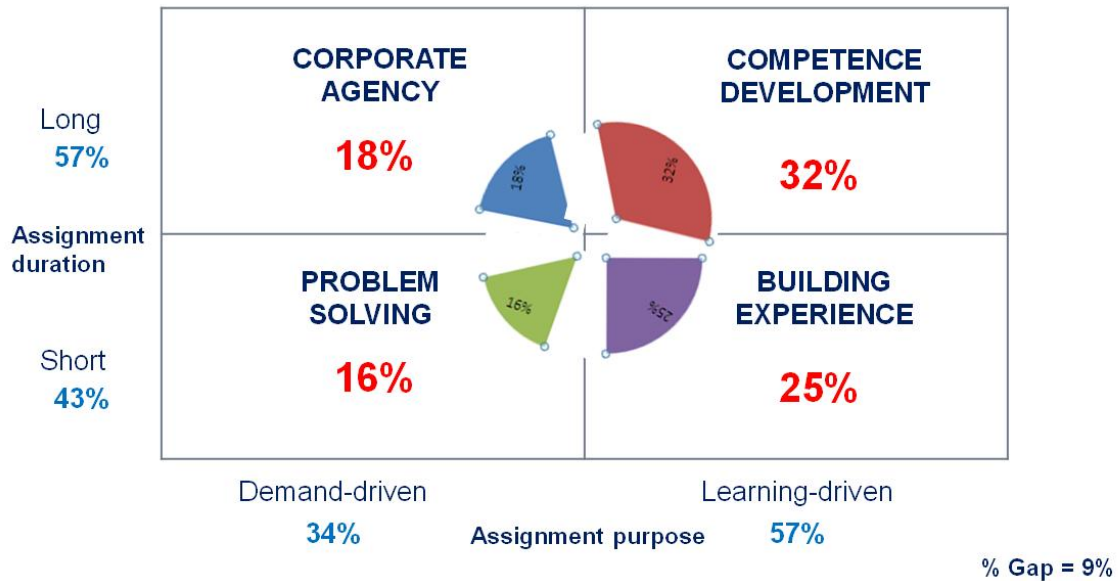 CORPORATE
AGENCY
18%
COMPETENCE
DEVELOPMENT
32%
Long
57%
18%
32%
Assignment
duration
PROBLEM
SOLVING
16%
BUILDING
EXPERIENCE
25%
16%
25%
Short
43%
Demand-driven
34%
Assignment purpose
Learning-driven
57%
% Gap = 9%